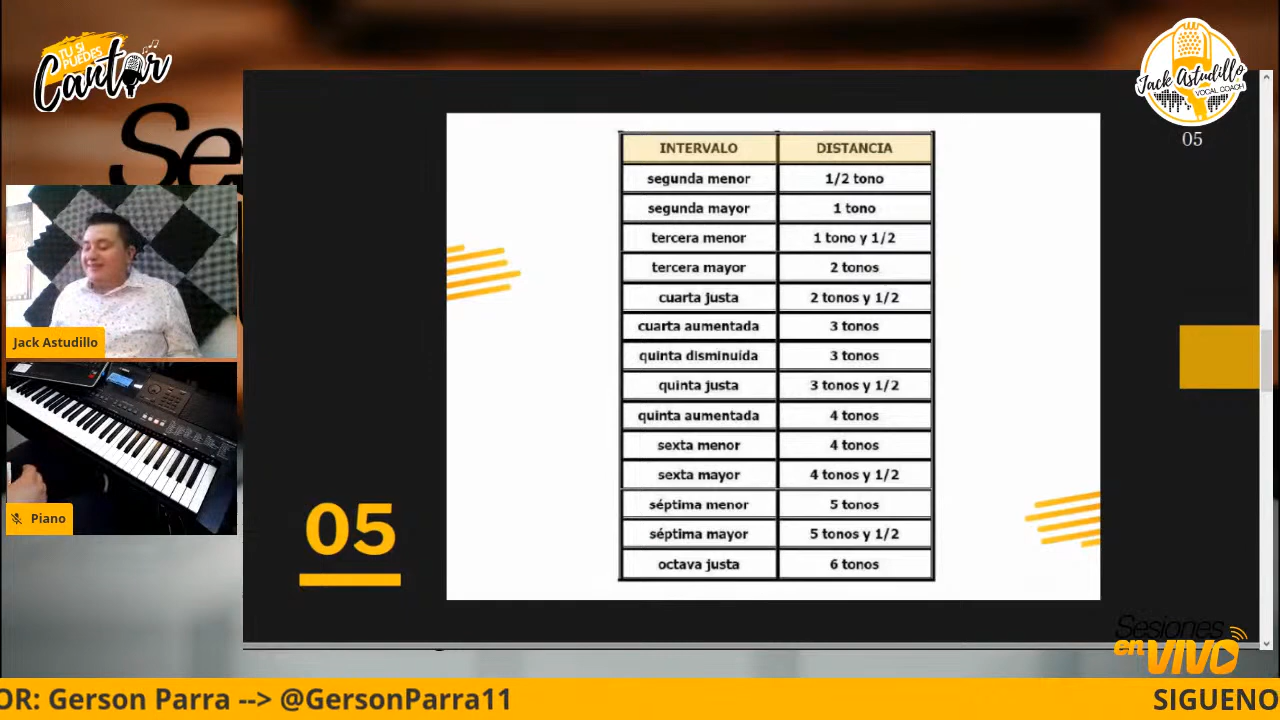 TU SI
PUEDES
Cantar
Jack Astudillo
VOCAL COACH
05
Se
INTERVALO DISTANCIA
segunda menor 1/2 tono
segunda mayor 1 tono
tercera menor 1 tono y 1/2
tercera mayor 2 tonos
cuarta justa 2 tonos y 1/2
cuarta aumentada 3 tonos
quinta disminuida 3 tonos
quinta justa 3 tonos y 1/2
quinta aumentada 4 tonos
sexta menor 4 tonos
sexta mayor 4 tonos y 1/2
séptima menor 5 tonos
séptima mayor 5 tonos y 1/2
octava justa 6 tonos
Jack Astudillo
Piano
05
Sesiones
en VIVO
OR: Gerson Parra --> @GersonParra11
SIGUENO